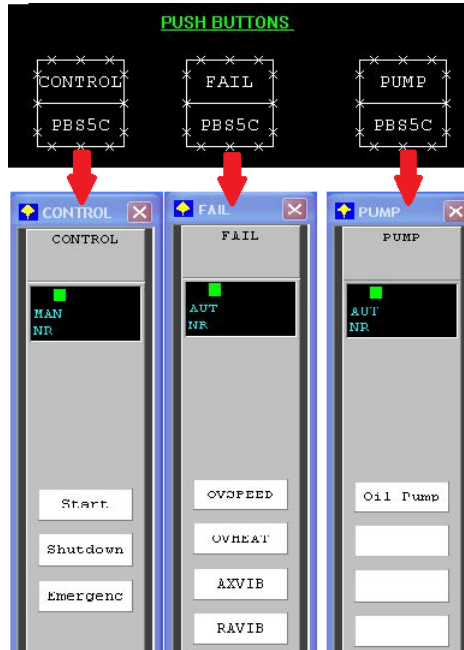 PUSH BUTTONS
CONTROL
PBS5C
FAIL
PBS5C
PUMP
PBS5C
CONTROL
CONTROL
MAN
NR
Start
Shutdown
Emergenc
FAIL
FAIL
AUT
NR
OVSPEED
OVHEAT
AXVIB
RAVIB
PUMP
PUMP
AUT
NR
Oil Pump